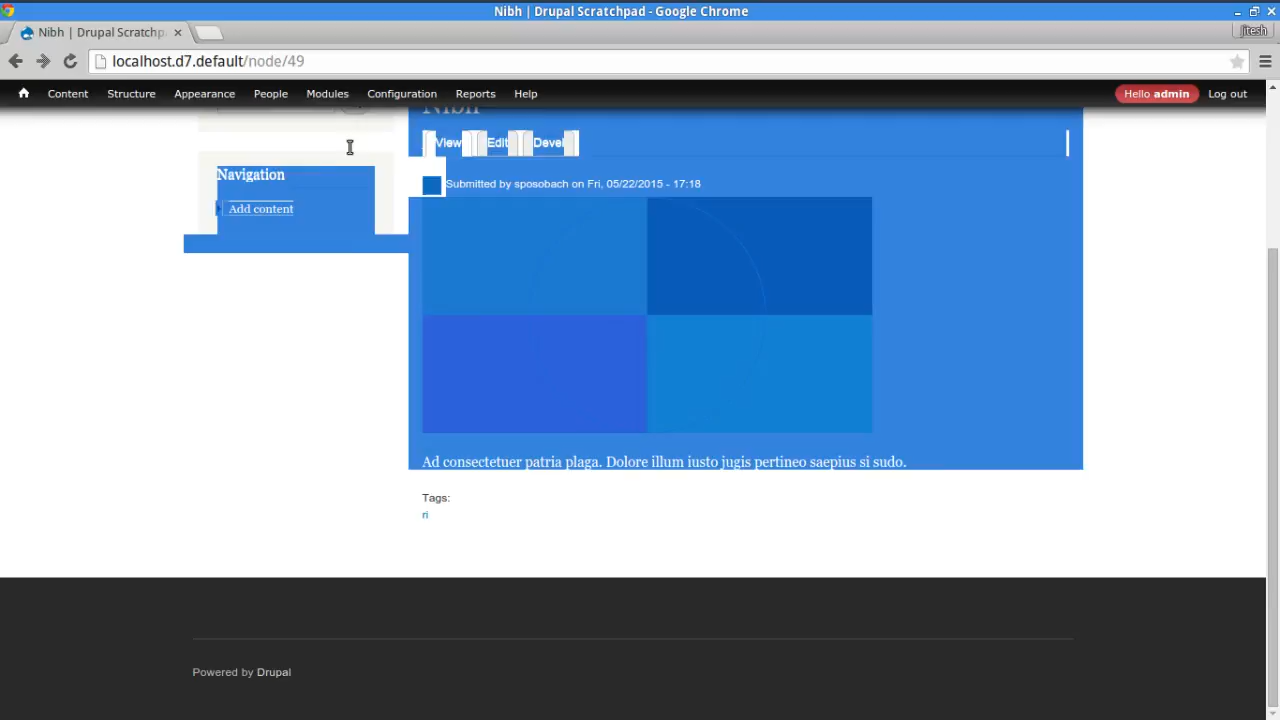 Nibh | Drupal Scratchpad - Google Chrome
Nibh | Drupal Scratchp
jitesh
localhost.d7.default/node/49
Content Structure Appearance People Modules Configuration Reports Help Hello admin Log out
Nibh
View Edit Devel
Navigation
Submitted by sposobach on Fri, 05/22/2015 - 17:18
Add content
Ad consectetuer patria plaga. Dolore illum iusto jugis pertineo saepius si sudo.
Tags:
ri
Powered by Drupal